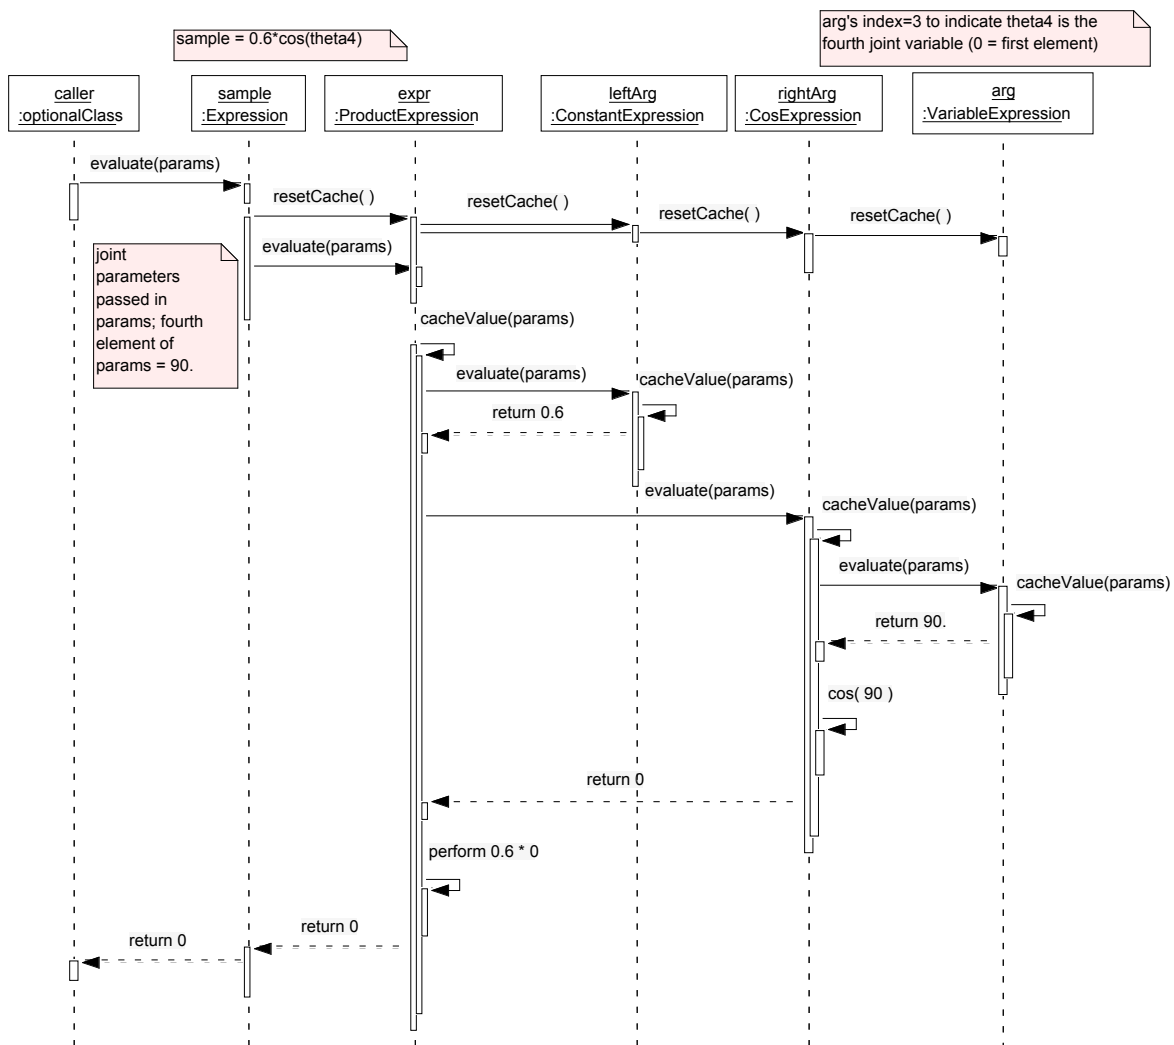 sample = 0.6*cos(theta4)
arg's index=3 to indicate theta4 is the
fourth joint variable (0 = first element)
caller
:optionalClass
sample
:Expression
expr
:ProductExpression
leftArg
:ConstantExpression
rightArg
:CosExpression
arg
:VariableExpression
evaluate(params)
resetCache( )
resetCache( )
resetCache( )
resetCache( )
evaluate(params)
joint
parameters
passed in
params; fourth
element of
params = 90.
cacheValue(params)
evaluate(params)
cacheValue(params)
return 0.6
evaluate(params)
cacheValue(params)
evaluate(params)
cacheValue(params)
return 90.
cos( 90 )
return 0
perform 0.6 * 0
return 0
return 0